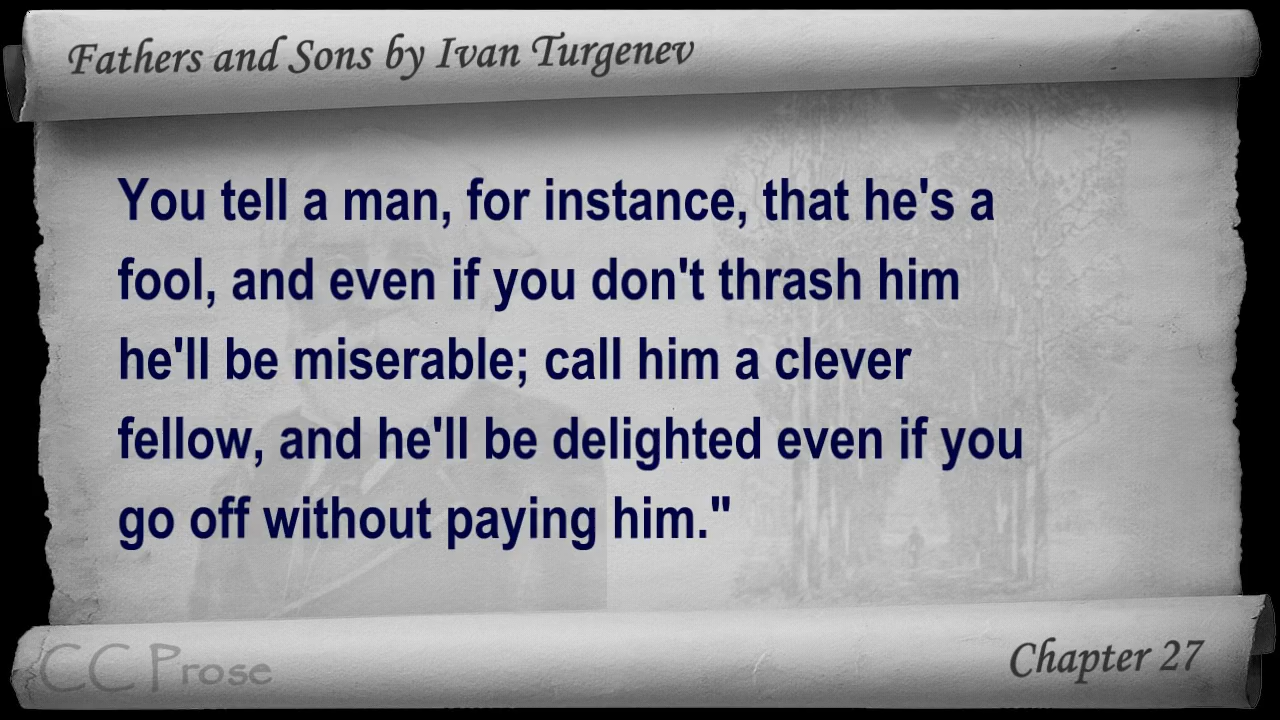 Fathers and Sons by Ivan Turgenev
You tell a man, for instance, that he's a
fool, and even if you don't thrash him
he'll be miserable; call him a clever
fellow, and he'll be delighted even if you
go off without paying him."
CC Prose
Chapter 27